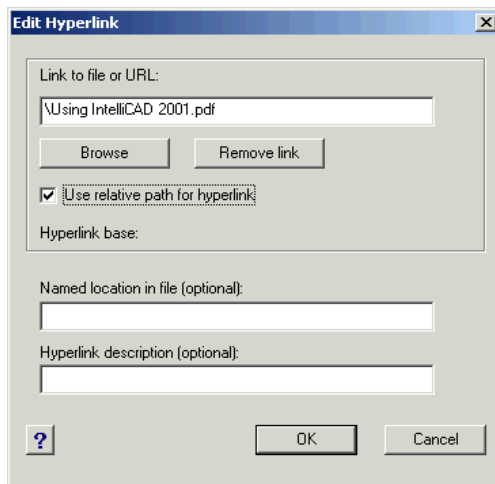 Edit Hyperlink
Link to file or URL:
\Using IntelliCAD 2001.pdf
Browse Remove link
Use relative path for hyperlink
Hyperlink base:
Named location in file (optional):
Hyperlink description (optional):
? OK Cancel